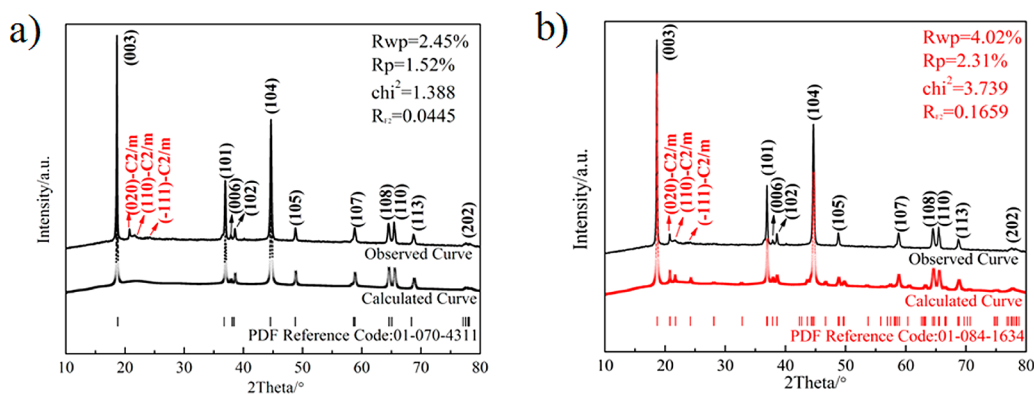 a)
Intensity/a.u.
(003)
(020)-C2/m
(110)-C2/m
(-111)-C2/m
(101)
(006)
(102)
(104)
(105)
(107)
(108)
(110)
(113)
(202)
Rwp=2.45%
Rp=1.52%
chi²=1.388
R_F2=0.0445
Observed Curve
Calculated Curve
PDF Reference Code:01-070-4311
10 20 30 40 50 60 70 80
2Theta/°
b)
Intensity/a.u.
(003)
(020)-C2/m
(110)-C2/m
(-111)-C2/m
(101)
(006)
(102)
(104)
(105)
(107)
(108)
(110)
(113)
(202)
Rwp=4.02%
Rp=2.31%
chi²=3.739
R_F2=0.1659
Observed Curve
Calculated Curve
PDF Reference Code:01-084-1634
10 20 30 40 50 60 70 80
2Theta/°